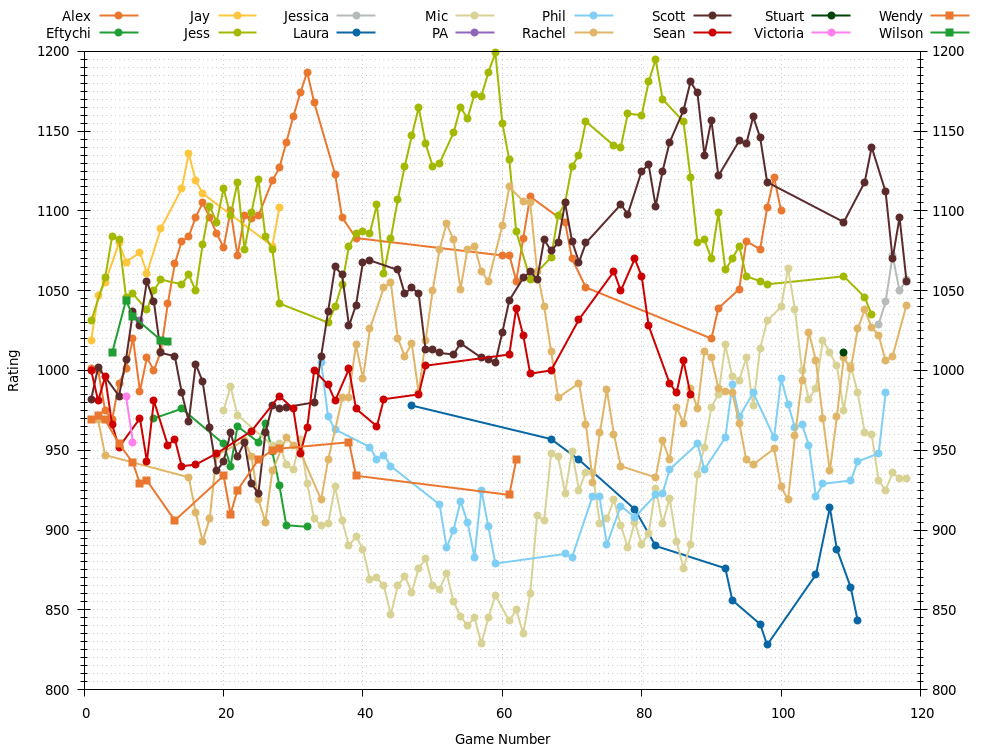 Alex Jay Jessica Mic Phil Scott Stuart Wendy
Eftychi Jess Laura PA Rachel Sean Victoria Wilson
1200 1200
1150 1150
1100 1100
1050 1050
1000 1000
950 950
900 900
850 850
800 800
0 20 40 60 80 100 120
Rating
Game Number